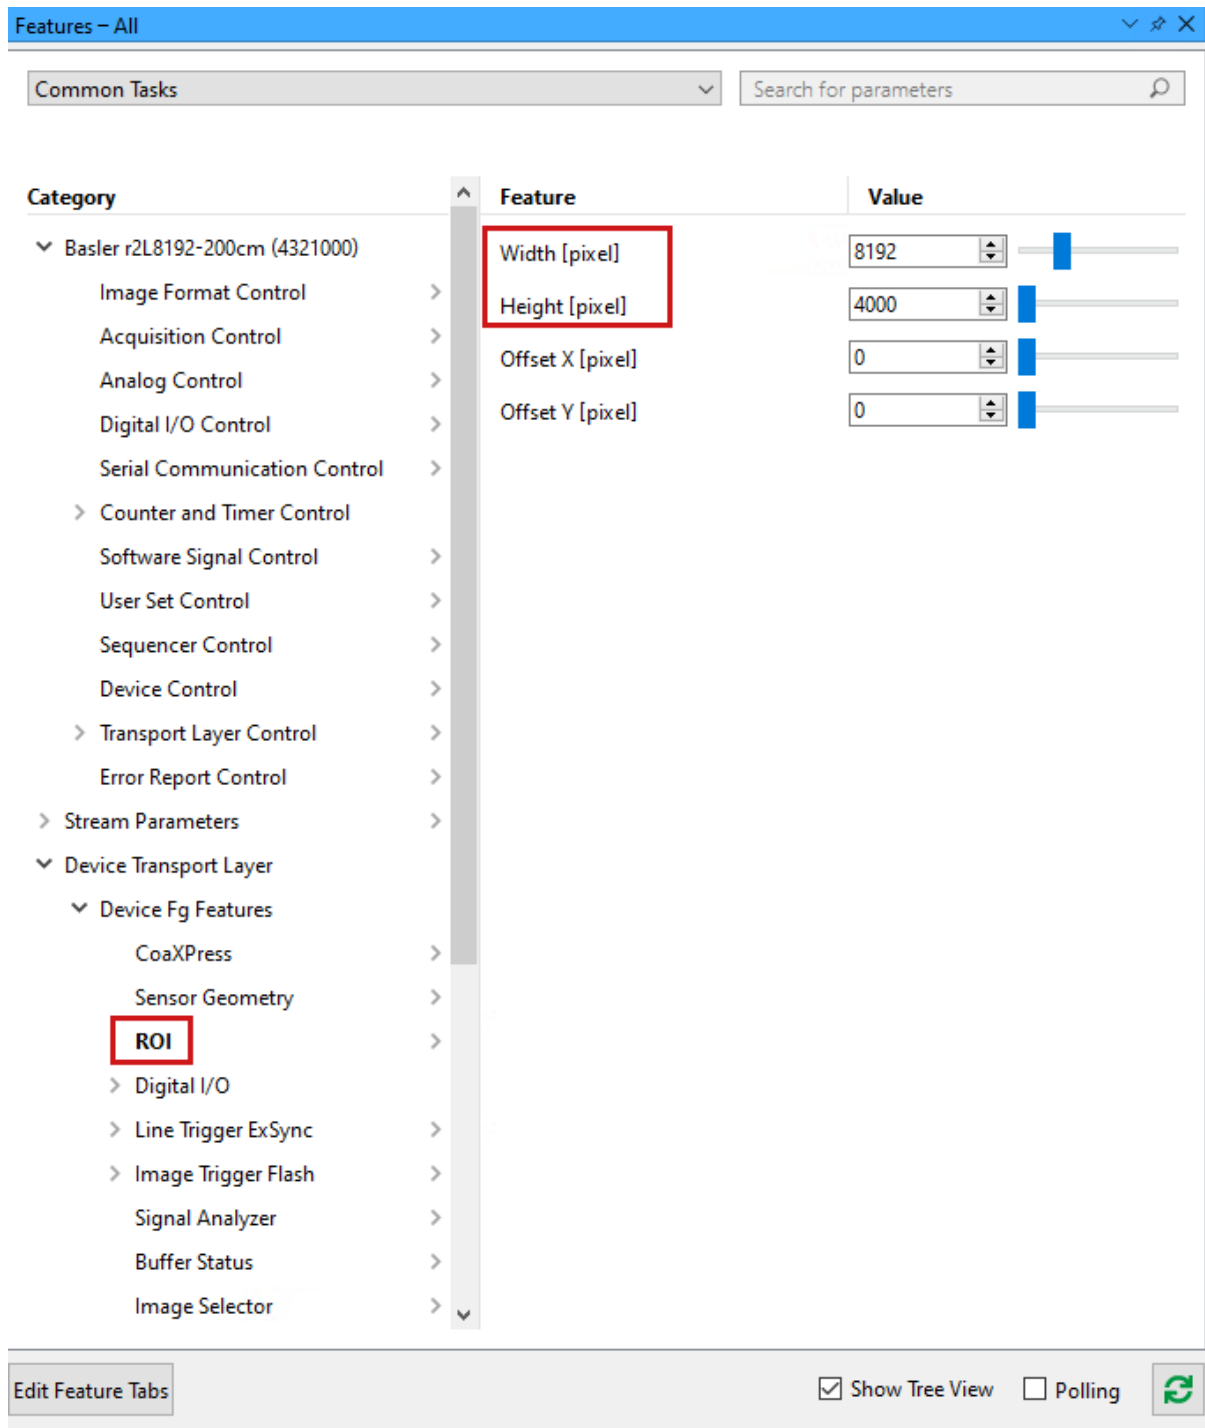 Features – All
Common Tasks
Search for parameters
Category
Feature
Value
Basler r2L8192-200cm (4321000)
Width [pixel]
8192
Image Format Control
Height [pixel]
4000
Acquisition Control
Offset X [pixel]
0
Analog Control
Offset Y [pixel]
0
Digital I/O Control
Serial Communication Control
Counter and Timer Control
Software Signal Control
User Set Control
Sequencer Control
Device Control
Transport Layer Control
Error Report Control
Stream Parameters
Device Transport Layer
Device Fg Features
CoaXPress
Sensor Geometry
ROI
Digital I/O
Line Trigger ExSync
Image Trigger Flash
Signal Analyzer
Buffer Status
Image Selector
Edit Feature Tabs
Show Tree View
Polling